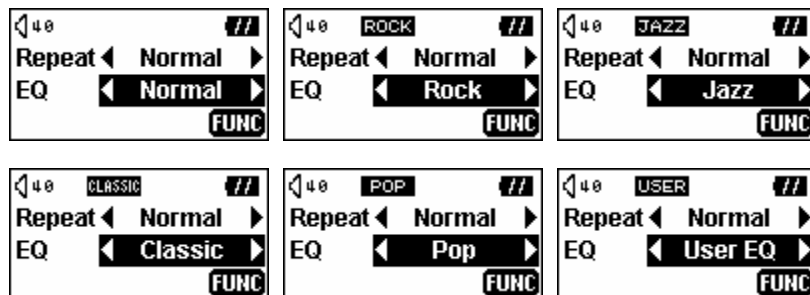 40
Repeat Normal
EQ Normal
FUNC
40 ROCK
Repeat Normal
EQ Rock
FUNC
40 JAZZ
Repeat Normal
EQ Jazz
FUNC
40 CLASSIC
Repeat Normal
EQ Classic
FUNC
40 POP
Repeat Normal
EQ Pop
FUNC
40 USER
Repeat Normal
EQ User EQ
FUNC